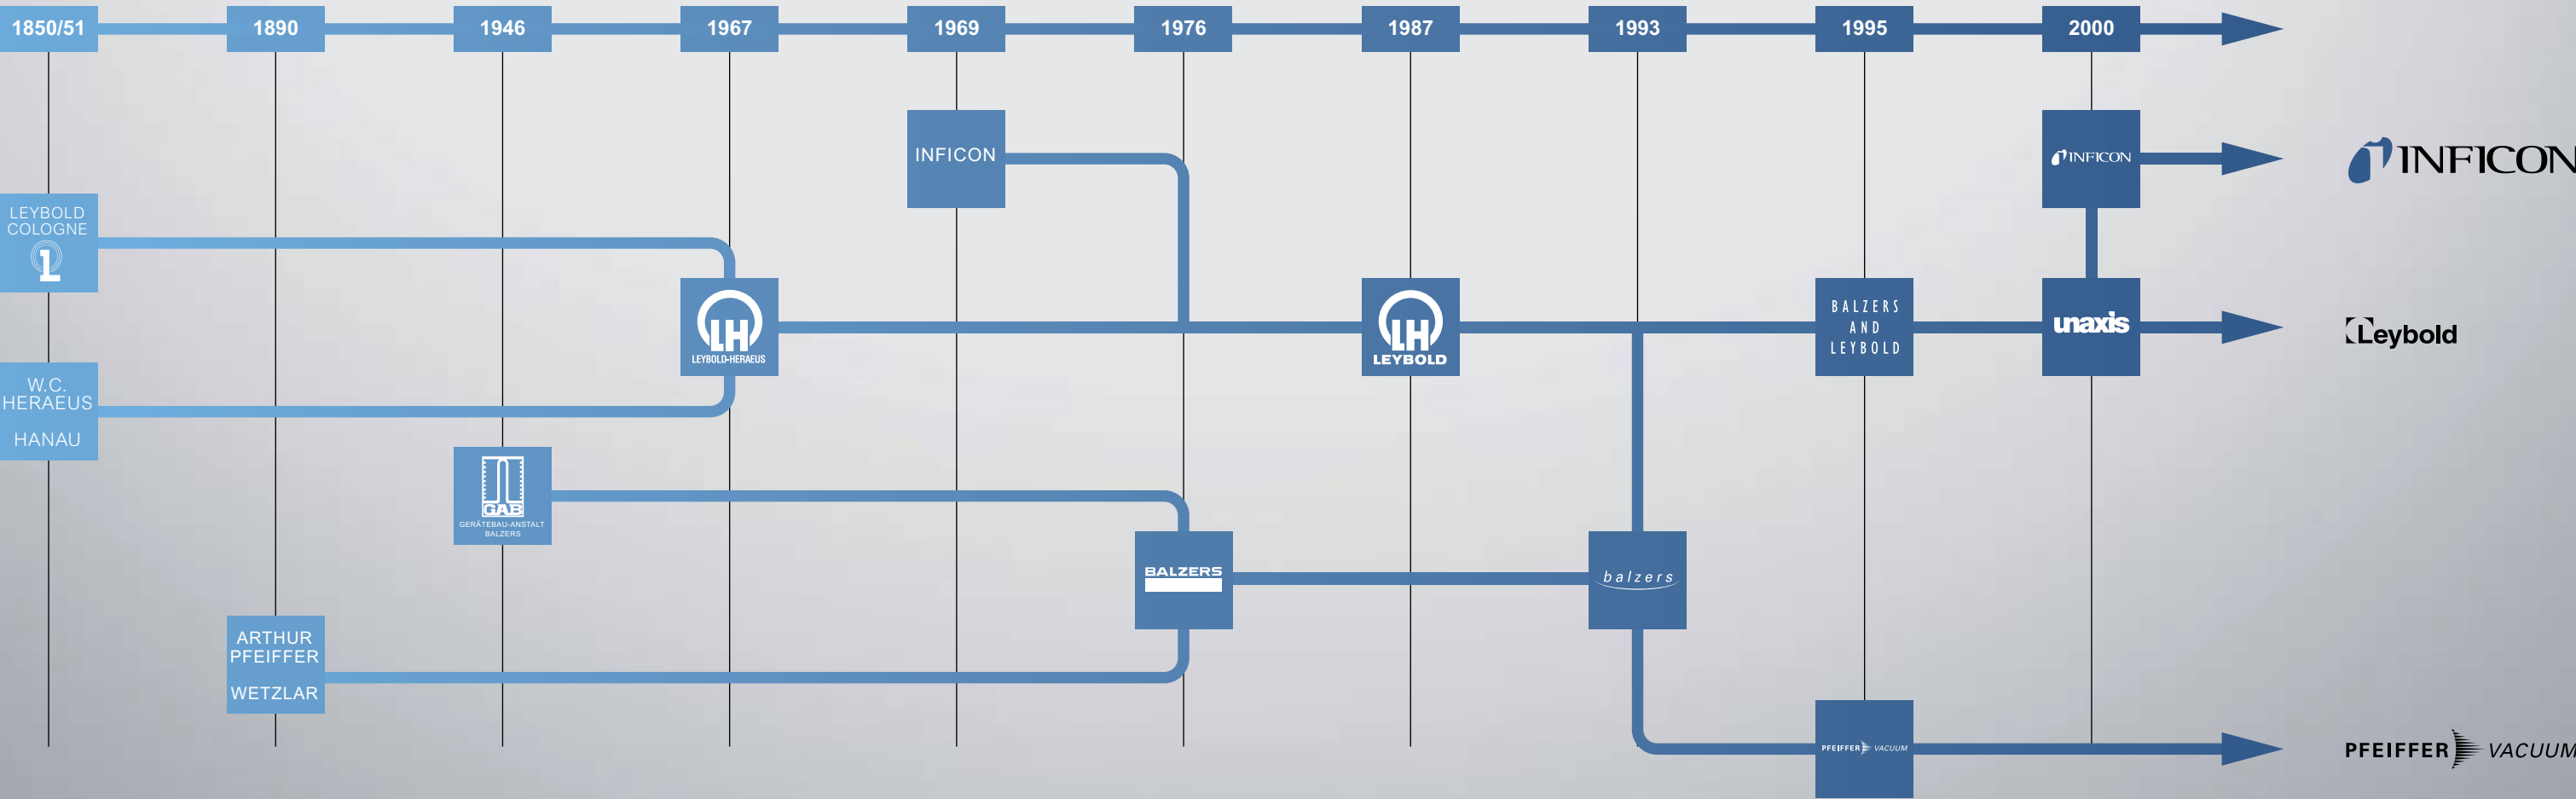 1850/51
1890
1946
1967
1969
1976
1987
1993
1995
2000
INFICON
INFICON
INFICON
LEYBOLD
COLOGNE
L
LH
LEYBOLD-HERAEUS
LH
LEYBOLD
BALZERS
AND
LEYBOLD
unaxis
Leybold
W.C.
HERAEUS
HANAU
GAB
GERÄTEBAU-ANSTALT
BALZERS
BALZERS
balzers
ARTHUR
PFEIFFER
WETZLAR
PFEIFFER VACUUM
PFEIFFER VACUUM